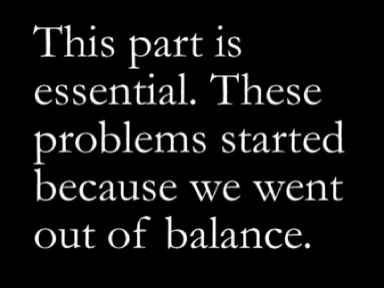 This part is
essential. These
problems started
because we went
out of balance.